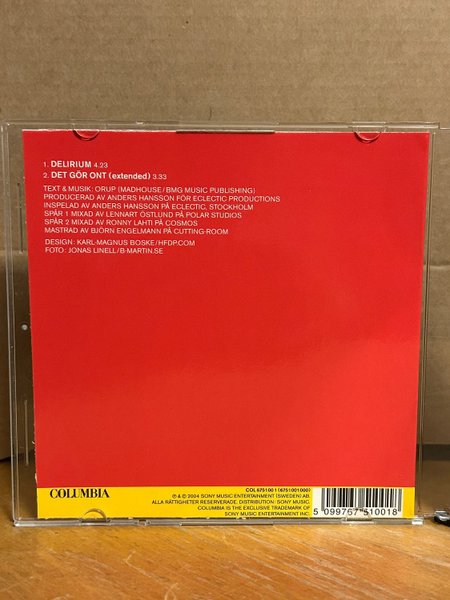 1. DELIRIUM 4.23
2. DET GÖR ONT (extended) 3.33
TEXT & MUSIK: ORUP (MADHOUSE/BMG MUSIC PUBLISHING)
PRODUCERAD AV ANDERS HANSSON FÖR ECLECTIC PRODUCTIONS
INSPELAD AV ANDERS HANSSON PÅ ECLECTIC, STOCKHOLM
SPÅR 1 MIXAD AV LENNART ÖSTLUND PÅ POLAR STUDIOS
SPÅR 2 MIXAD AV RONNY LAHTI PÅ COSMOS
MASTRAD AV BJÖRN ENGELMANN PÅ CUTTING-ROOM
DESIGN: KARL-MAGNUS BOSKE/HFDP.COM
FOTO: JONAS LINELL/B-MARTIN.SE
COLUMBIA
COL 675100 1 (6751001000)
℗ & © 2004 SONY MUSIC ENTERTAINMENT (SWEDEN) AB.
ALLA RÄTTIGHETER RESERVERADE. DISTRIBUTION: SONY MUSIC.
COLUMBIA IS THE EXCLUSIVE TRADEMARK OF
SONY MUSIC ENTERTAINMENT INC.
5 099767 510018